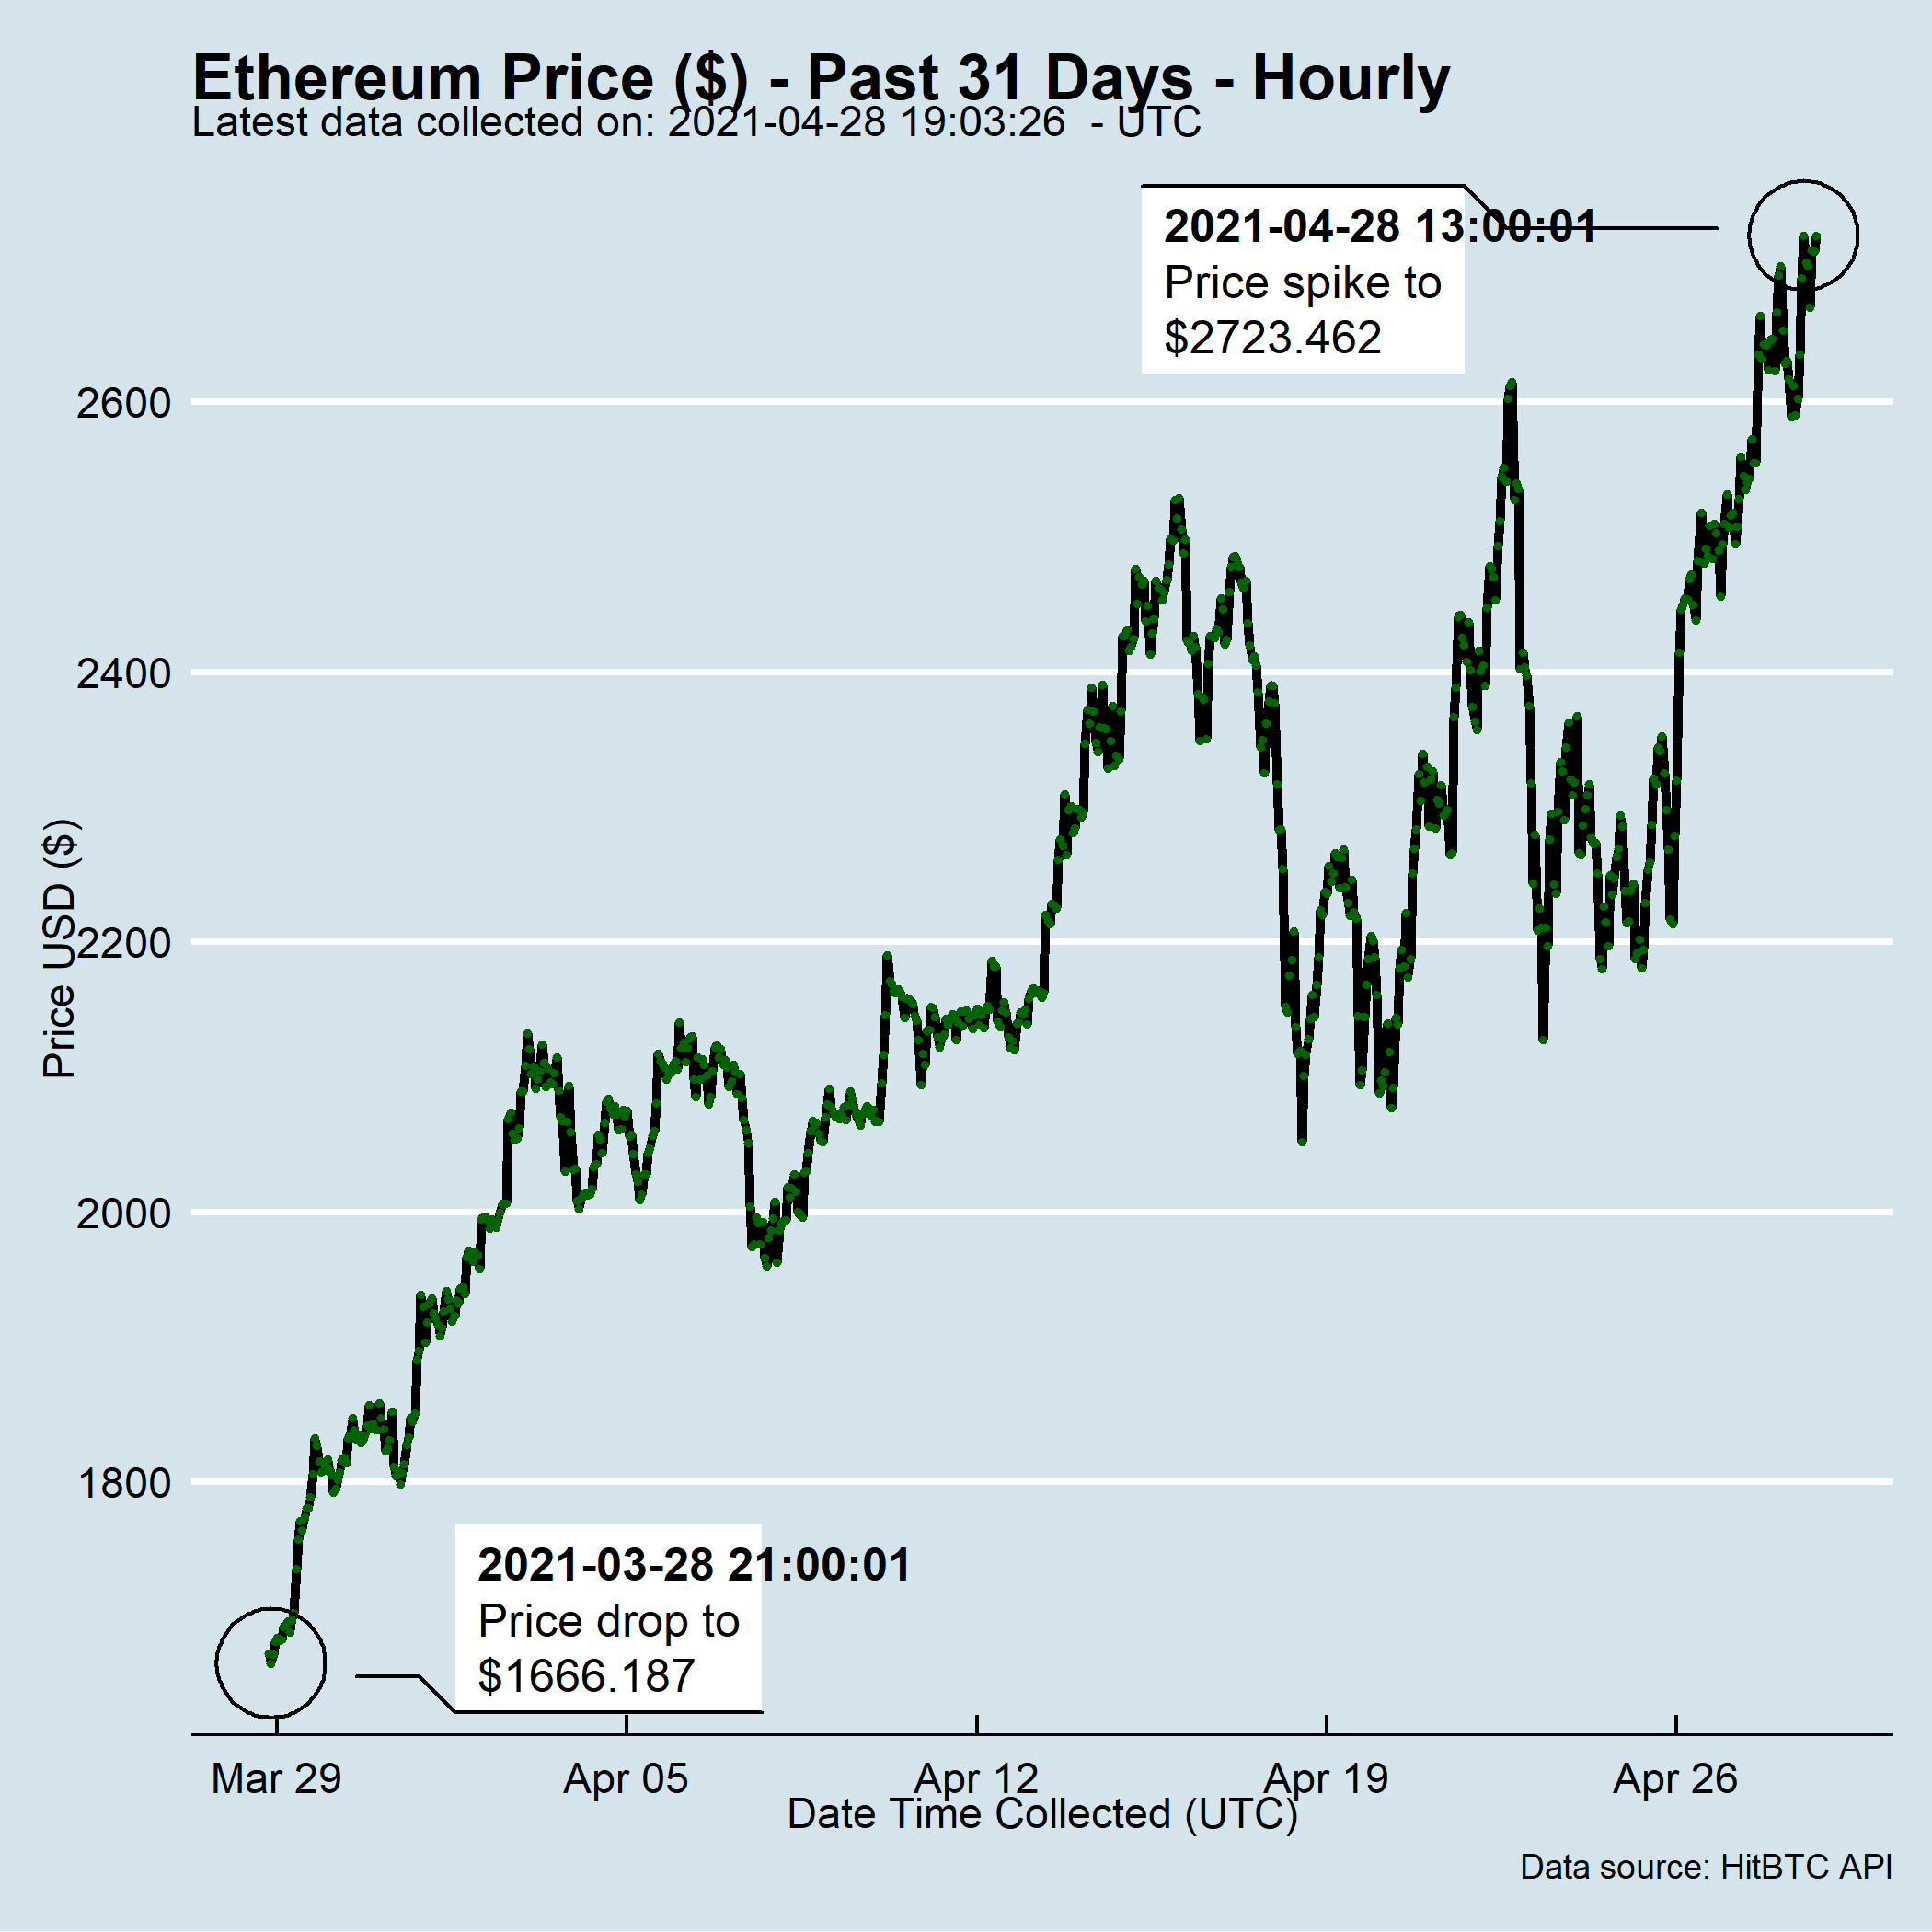 Ethereum Price ($) - Past 31 Days - Hourly
Latest data collected on: 2021-04-28 19:03:26  - UTC
2021-04-28 13:00:01
Price spike to
$2723.462
2600
2400
2200
2000
1800
Price USD ($)
2021-03-28 21:00:01
Price drop to
$1666.187
Mar 29
Apr 05
Apr 12
Apr 19
Apr 26
Date Time Collected (UTC)
Data source: HitBTC API